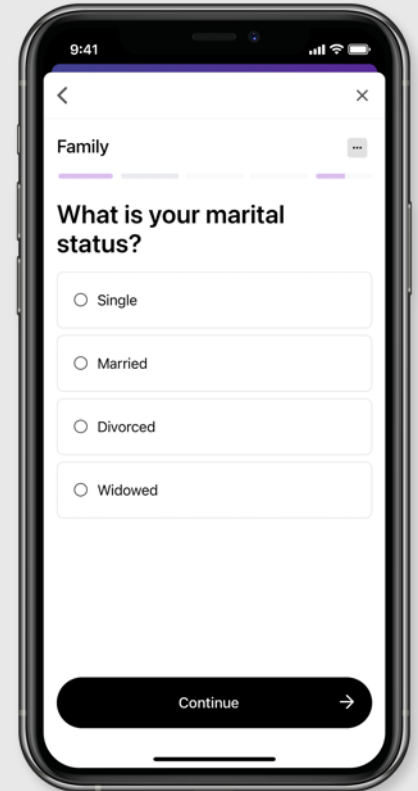 9:41
Family
What is your marital
status?
Single
Married
Divorced
Widowed
Continue